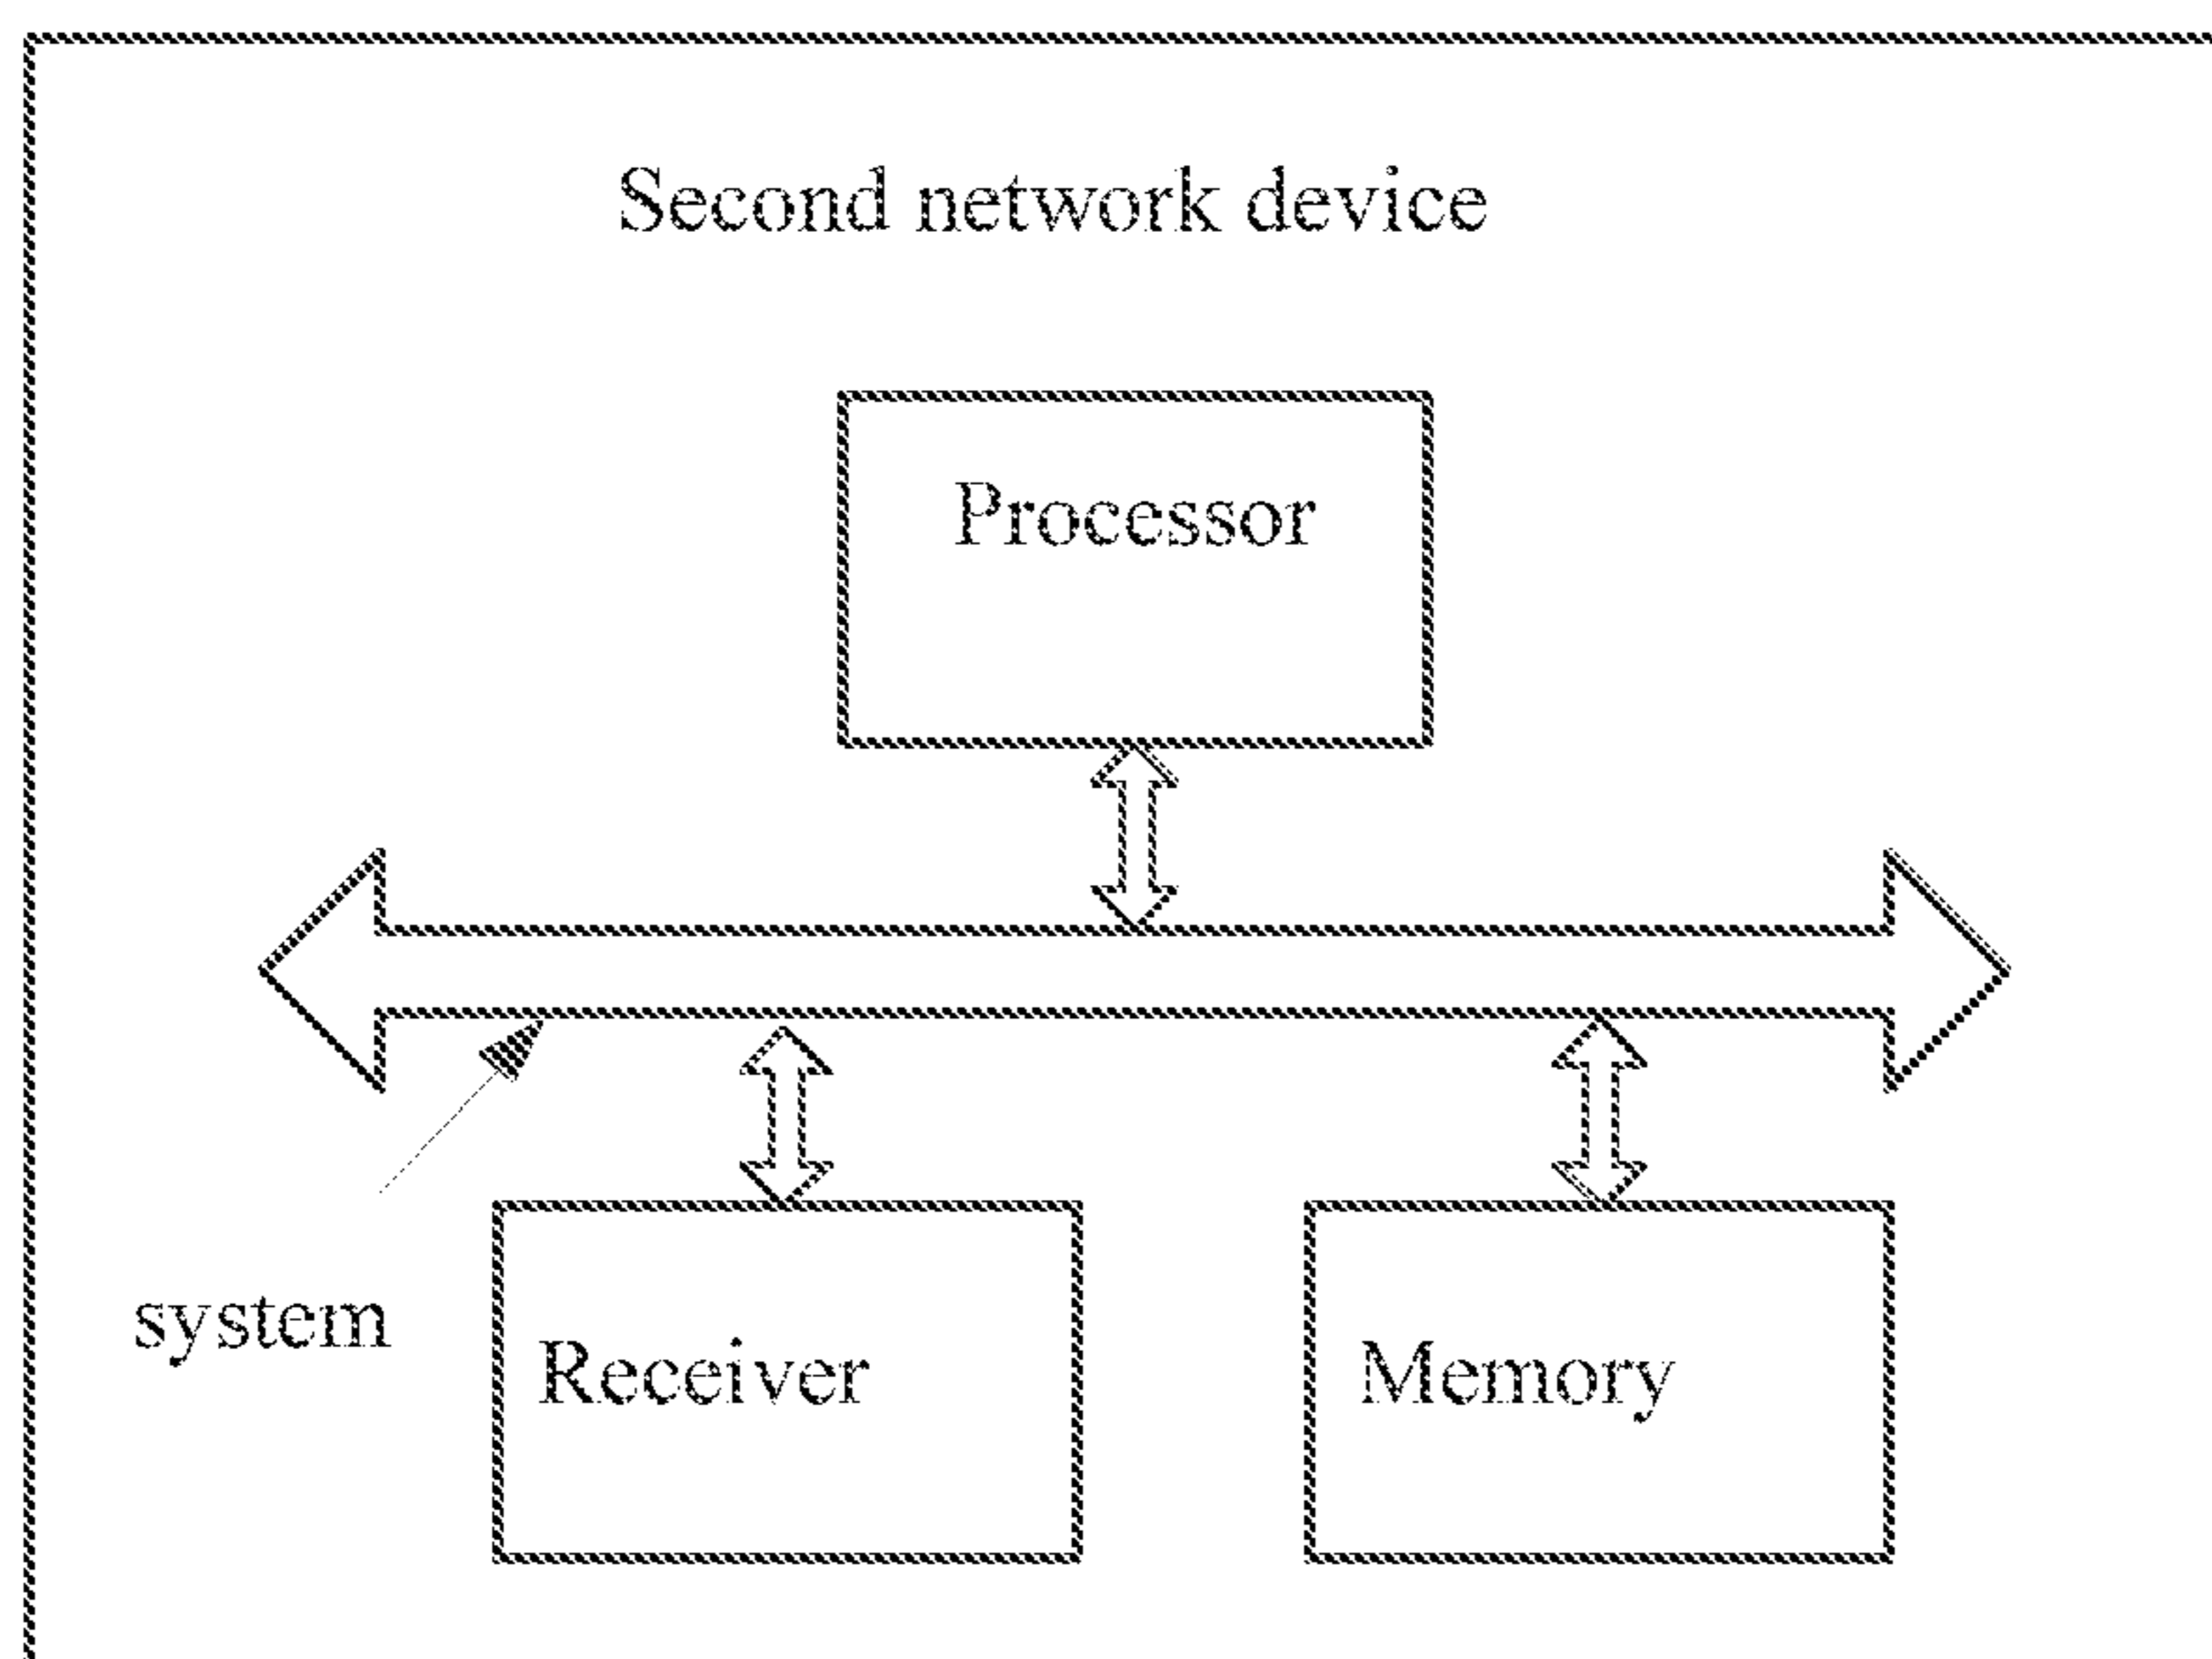 Second network device
Processor
system
Receiver
Memory